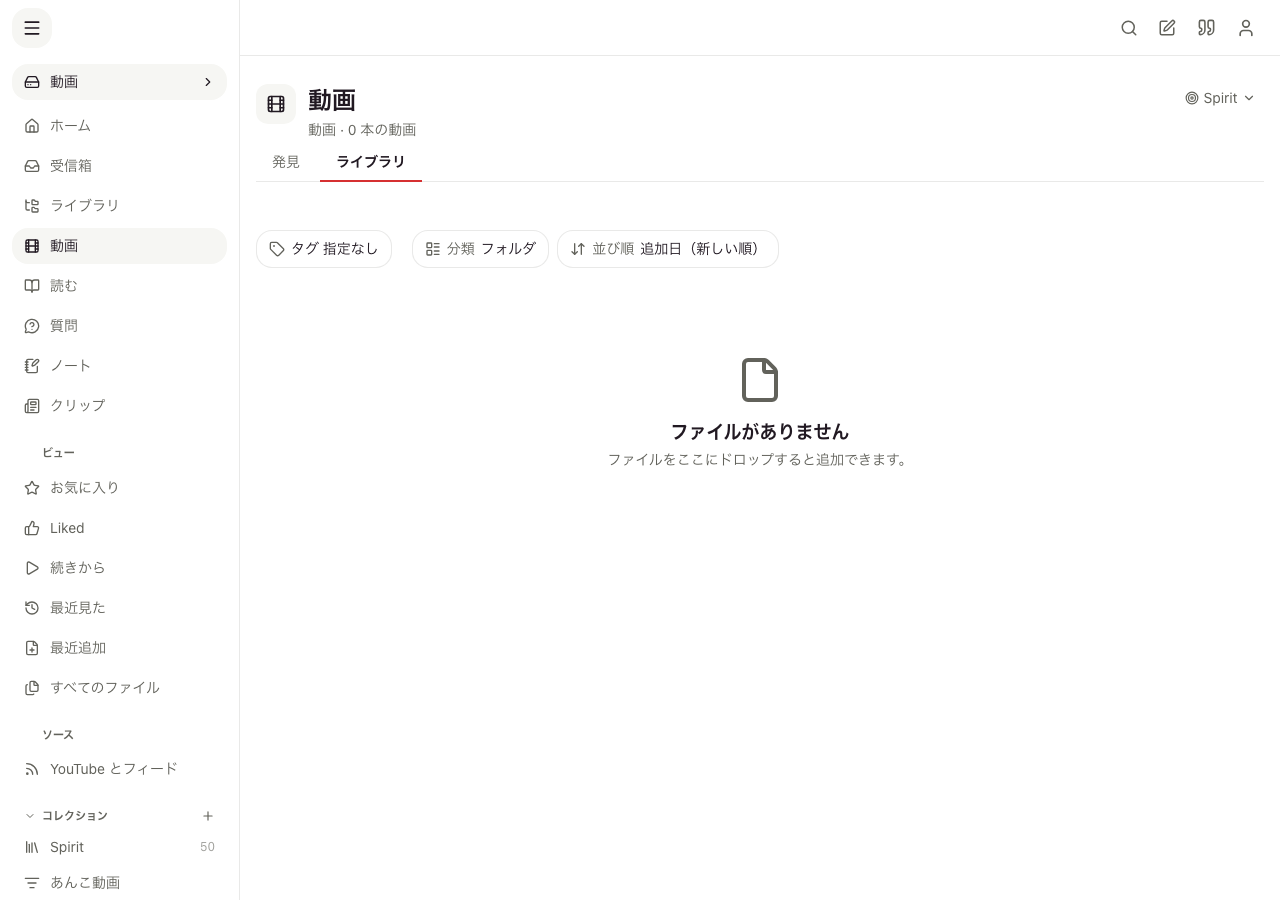 動画
ホーム
受信箱
ライブラリ
動画
読む
質問
ノート
クリップ
ビュー
お気に入り
Liked
続きから
最近見た
最近追加
すべてのファイル
ソース
YouTube とフィード
コレクション
Spirit 50
あんこ動画
動画
動画 · 0 本の動画
Spirit
発見 ライブラリ
タグ 指定なし 分類 フォルダ 並び順 追加日（新しい順）
ファイルがありません
ファイルをここにドロップすると追加できます。